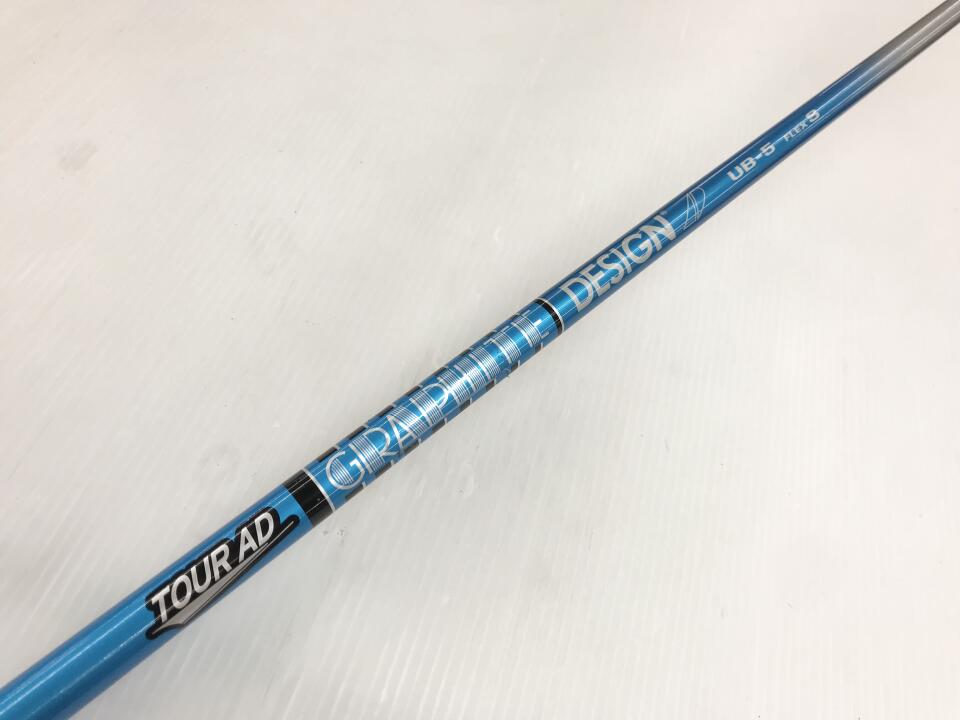 TOUR AD
GRAPHITE DESIGN
UB-5 FLEX S